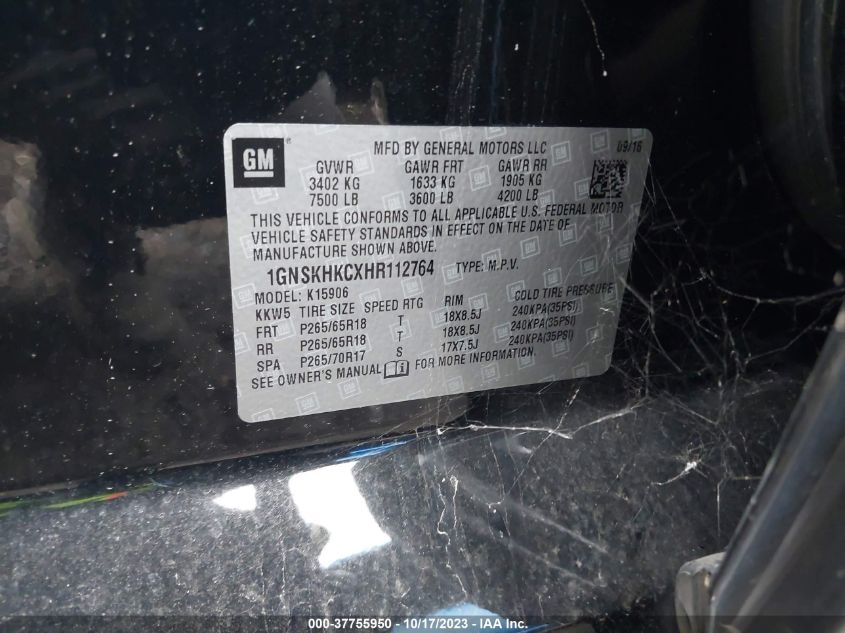 GM
MFD BY GENERAL MOTORS LLC 09/16
GVWR GAWR FRT GAWR RR
3402 KG 1633 KG 1905 KG
7500 LB 3600 LB 4200 LB
THIS VEHICLE CONFORMS TO ALL APPLICABLE U.S. FEDERAL MOTOR
VEHICLE SAFETY STANDARDS IN EFFECT ON THE DATE OF
MANUFACTURE SHOWN ABOVE.
1GNSKHKCXHR112764 TYPE: M.P.V.
MODEL: K15906
KKW5 TIRE SIZE SPEED RTG RIM COLD TIRE PRESSURE
FRT P265/65R18 T 18X8.5J 240KPA(35PSI)
RR P265/65R18 T 18X8.5J 240KPA(35PSI)
SPA P265/70R17 S 17X7.5J 240KPA(35PSI)
SEE OWNER'S MANUAL FOR MORE INFORMATION.
000-37755950 - 10/17/2023 - IAA Inc.